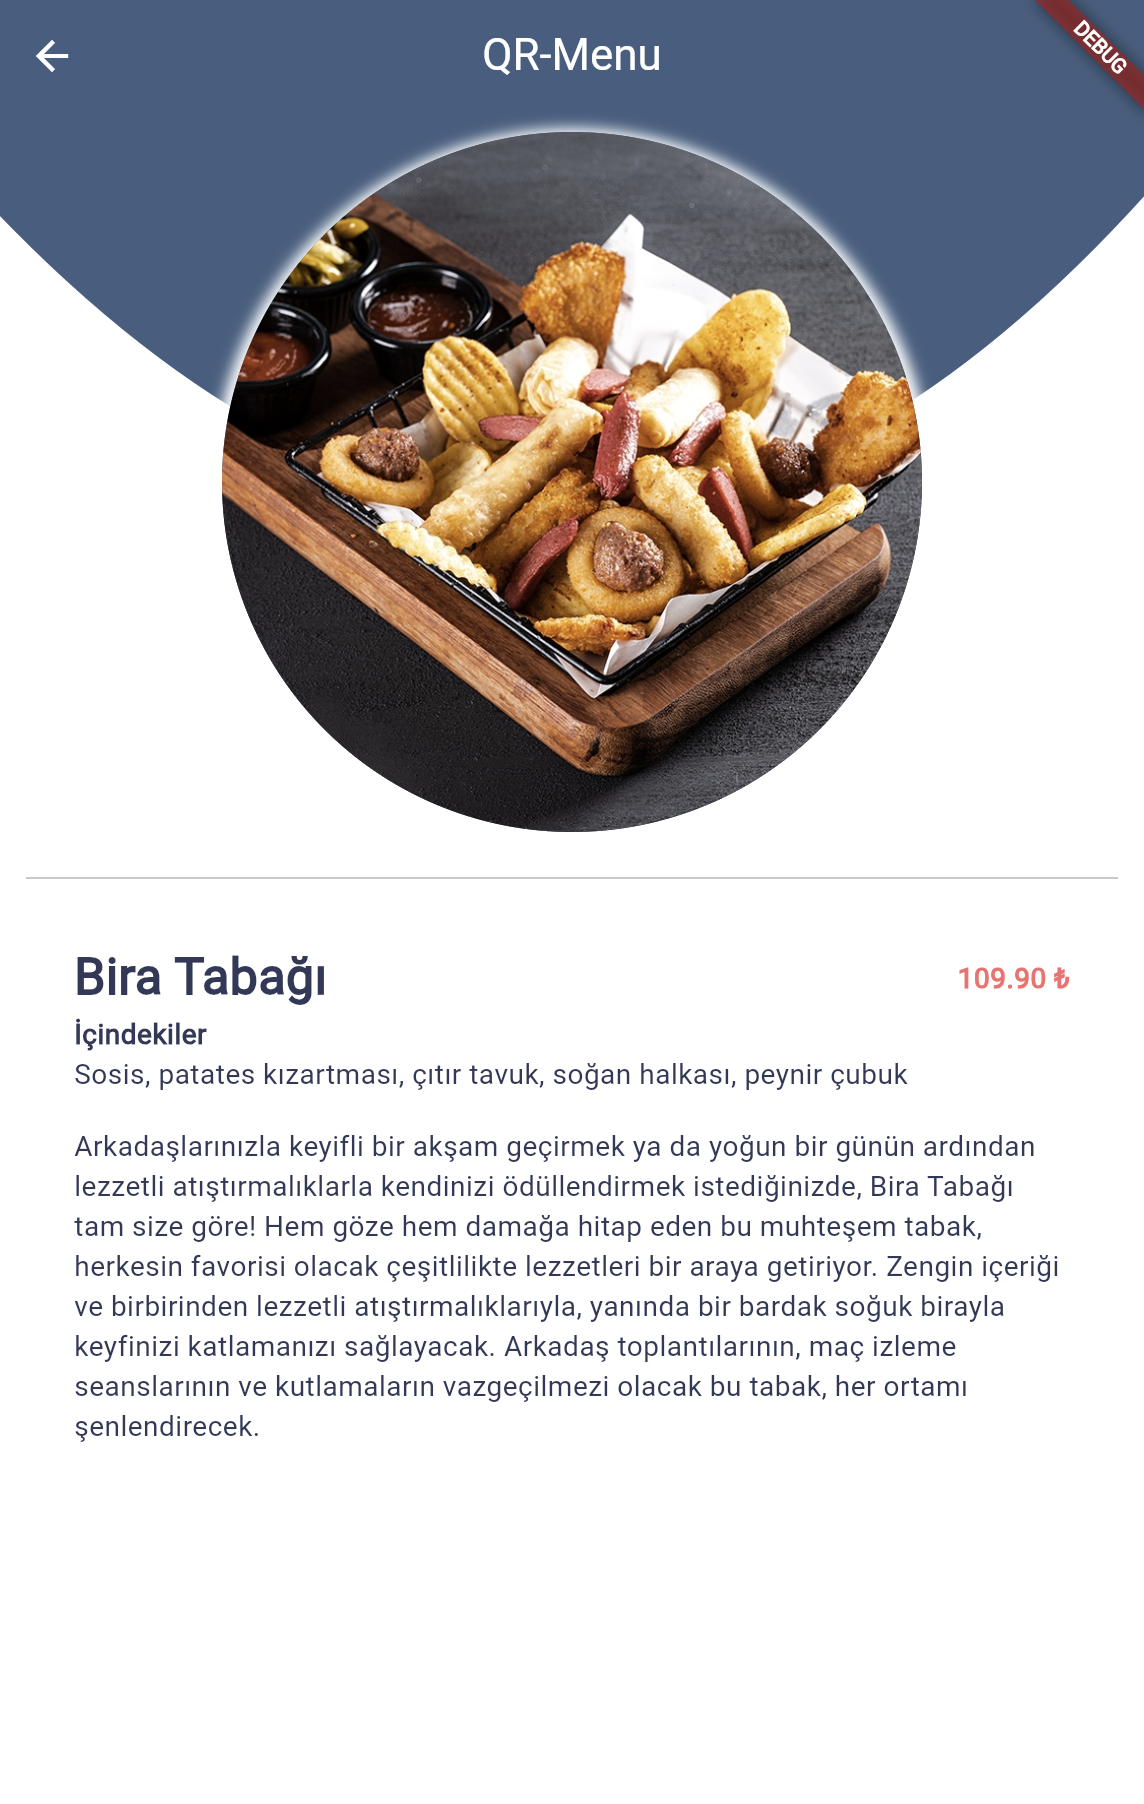 QR-Menu
DEBUG
Bira Tabağı
109.90 ₺
İçindekiler
Sosis, patates kızartması, çıtır tavuk, soğan halkası, peynir çubuk
Arkadaşlarınızla keyifli bir akşam geçirmek ya da yoğun bir günün ardından
lezzetli atıştırmalıklarla kendinizi ödüllendirmek istediğinizde, Bira Tabağı
tam size göre! Hem göze hem damağa hitap eden bu muhteşem tabak,
herkesin favorisi olacak çeşitlilikte lezzetleri bir araya getiriyor. Zengin içeriği
ve birbirinden lezzetli atıştırmalıklarıyla, yanında bir bardak soğuk birayla
keyfinizi katlamanızı sağlayacak. Arkadaş toplantılarının, maç izleme
seanslarının ve kutlamaların vazgeçilmezi olacak bu tabak, her ortamı
şenlendirecek.